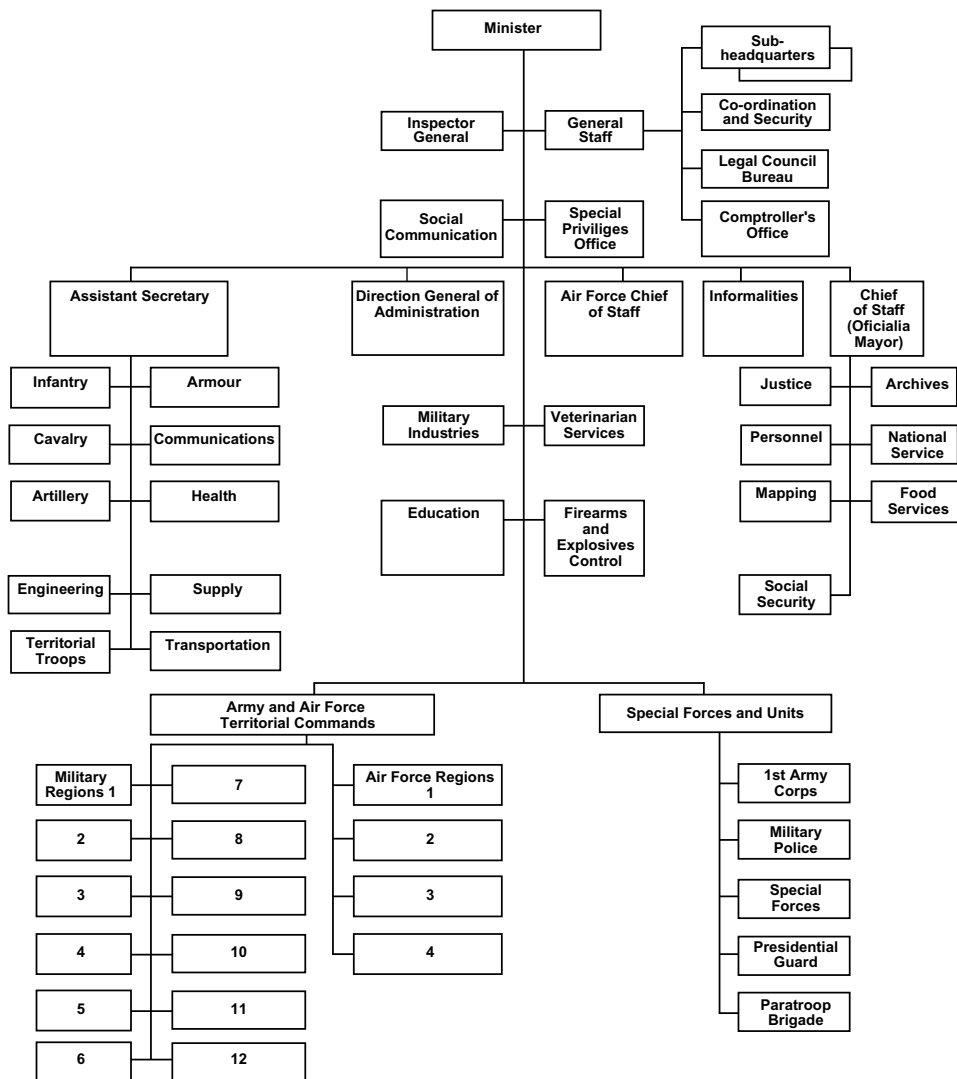 Minister
Sub-
headquarters
Inspector
General
General
Staff
Co-ordination
and Security
Legal Council
Bureau
Social
Communication
Special
Priviliges
Office
Comptroller's
Office
Assistant Secretary
Direction General of
Administration
Air Force Chief
of Staff
Informalities
Chief
of Staff
(Oficialia
Mayor)
Infantry
Armour
Cavalry
Communications
Artillery
Health
Engineering
Supply
Territorial
Troops
Transportation
Military
Industries
Veterinarian
Services
Education
Firearms
and
Explosives
Control
Justice
Archives
Personnel
National
Service
Mapping
Food
Services
Social
Security
Army and Air Force
Territorial Commands
Special Forces and Units
Military
Regions 1
7
2
8
3
9
4
10
5
11
6
12
Air Force Regions
1
2
3
4
1st Army
Corps
Military
Police
Special
Forces
Presidential
Guard
Paratroop
Brigade